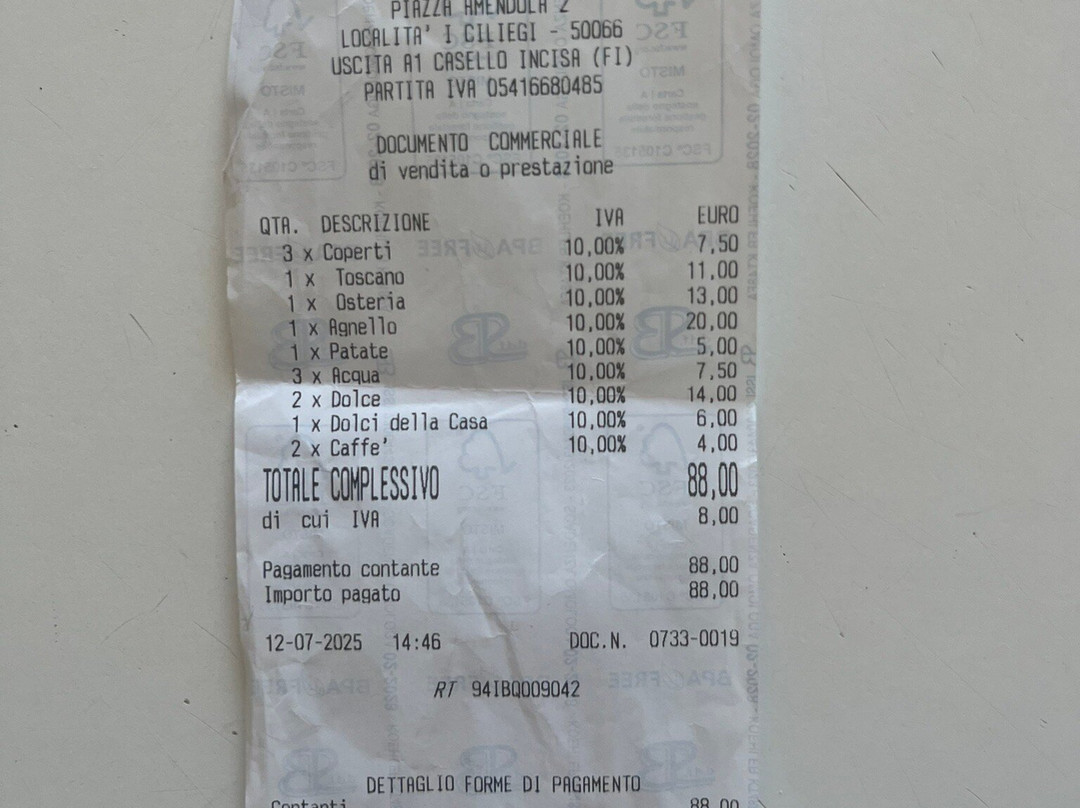 PIAZZA AMENDOLA 2
LOCALITA' I CILIEGI - 50066
USCITA A1 CASELLO INCISA (FI)
PARTITA IVA 05416680485
DOCUMENTO COMMERCIALE
di vendita o prestazione
QTA. DESCRIZIONE IVA EURO
3 x Coperti 10,00% 7,50
1 x Toscano 10,00% 11,00
1 x Osteria 10,00% 13,00
1 x Agnello 10,00% 20,00
1 x Patate 10,00% 5,00
3 x Acqua 10,00% 7,50
2 x Dolce 10,00% 14,00
1 x Dolci della Casa 10,00% 6,00
2 x Caffe' 10,00% 4,00
TOTALE COMPLESSIVO 88,00
di cui IVA 8,00
Pagamento contante 88,00
Importo pagato 88,00
12-07-2025 14:46 DOC.N. 0733-0019
RT 94IBQ009042
DETTAGLIO FORME DI PAGAMENTO
Contanti 88,00